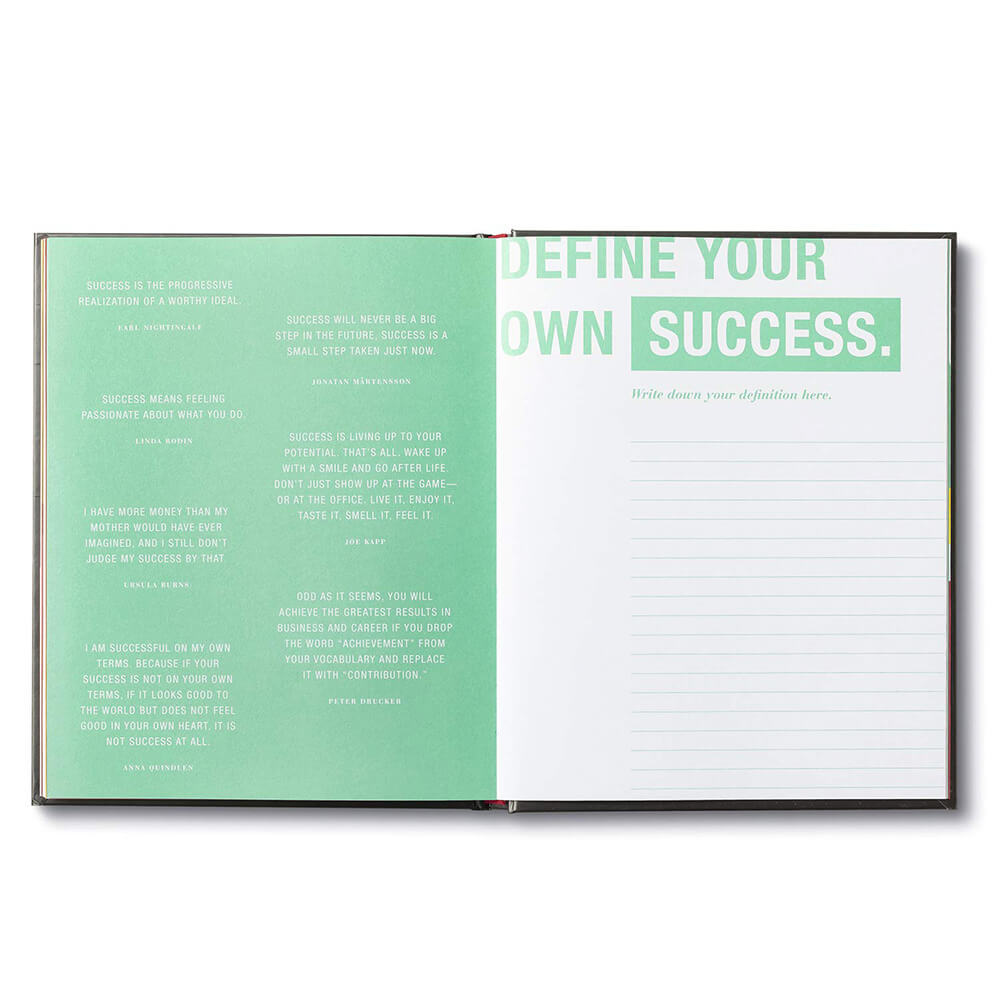 SUCCESS IS THE PROGRESSIVE
REALIZATION OF A WORTHY IDEAL.
EARL NIGHTINGALE
SUCCESS MEANS FEELING
PASSIONATE ABOUT WHAT YOU DO.
LINDA RODIN
I HAVE MORE MONEY THAN MY
MOTHER WOULD HAVE EVER
IMAGINED, AND I STILL DON'T
JUDGE MY SUCCESS BY THAT.
URSULA BURNS
I AM SUCCESSFUL ON MY OWN
TERMS. BECAUSE IF YOUR
SUCCESS IS NOT ON YOUR OWN
TERMS, IF IT LOOKS GOOD TO
THE WORLD BUT DOES NOT FEEL
GOOD IN YOUR OWN HEART, IT IS
NOT SUCCESS AT ALL.
ANNA QUINDLEN
SUCCESS WILL NEVER BE A BIG
STEP IN THE FUTURE, SUCCESS IS A
SMALL STEP TAKEN JUST NOW.
JONATAN MÅRTENSSON
SUCCESS IS LIVING UP TO YOUR
POTENTIAL. THAT'S ALL. WAKE UP
WITH A SMILE AND GO AFTER LIFE.
DON'T JUST SHOW UP AT THE GAME—
OR AT THE OFFICE. LIVE IT, ENJOY IT,
TASTE IT, SMELL IT, FEEL IT.
JOE KAPP
ODD AS IT SEEMS, YOU WILL
ACHIEVE THE GREATEST RESULTS IN
BUSINESS AND CAREER IF YOU DROP
THE WORD “ACHIEVEMENT” FROM
YOUR VOCABULARY AND REPLACE
IT WITH “CONTRIBUTION.”
PETER DRUCKER
DEFINE YOUR
OWN SUCCESS.
Write down your definition here.